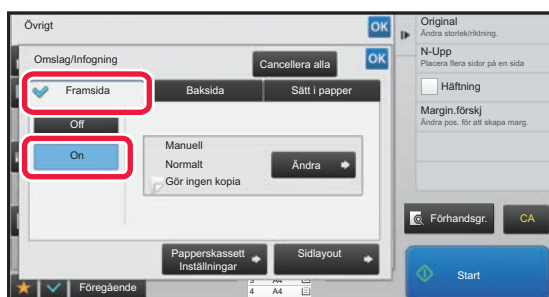 Övrigt
OK
Omslag/Infogning
Cancellera alla
OK
Framsida
Baksida
Sätt i papper
Off
On
Manuell
Normalt
Gör ingen kopia
Ändra
Papperskassett
Inställningar
Sidlayout
Föregående
3 A4
4 A4
Original
Ändra storlek/riktning.
N-Upp
Placera flera sidor på en sida
Häftning
Margin.förskj
Ändra pos. för att skapa marg.
Förhandsgr.
CA
Start